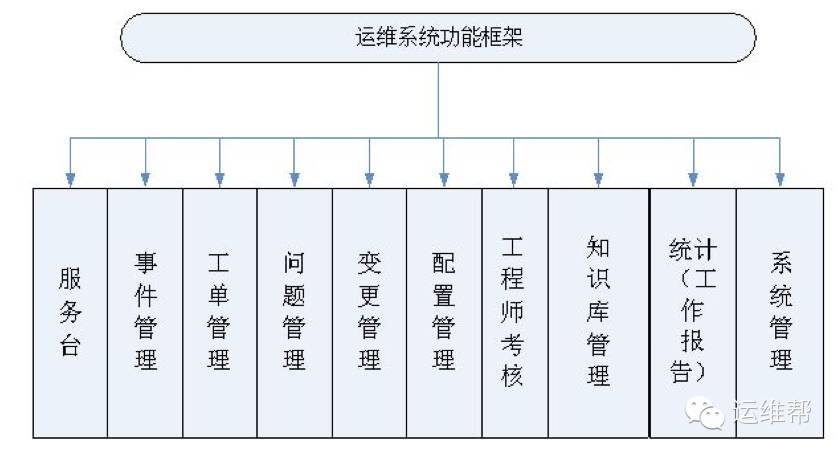 运维系统功能框架
服务台
事件管理
工单管理
问题管理
变更管理
配置管理
工程师考核
知识库管理
统计（工作报告）
系统管理
运维帮